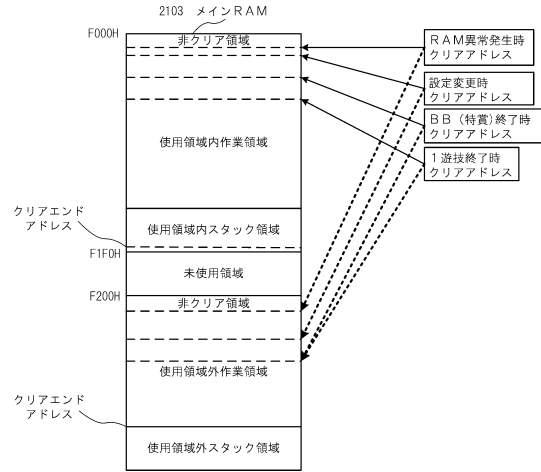 2103 メインRAM
F000H
非クリア領域
RAM異常発生時
クリアアドレス
設定変更時
クリアアドレス
BB（特賞）終了時
クリアアドレス
1遊技終了時
クリアアドレス
使用領域内作業領域
クリアエンド
アドレス
使用領域内スタック領域
F1F0H
未使用領域
F200H
非クリア領域
使用領域外作業領域
クリアエンド
アドレス
使用領域外スタック領域